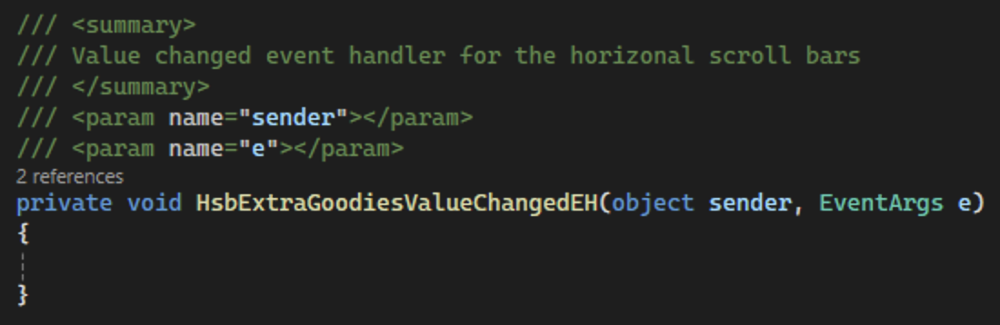 /// <summary>
/// Value changed event handler for the horizonal scroll bars
/// </summary>
/// <param name="sender"></param>
/// <param name="e"></param>
2 references
private void HsbExtraGoodiesValueChangedEH(object sender, EventArgs e)
{
}